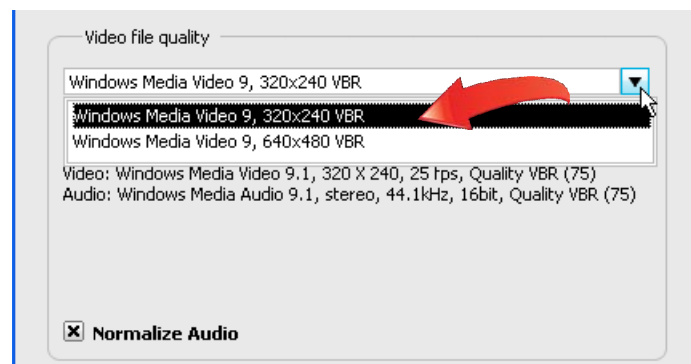 Video file quality
Windows Media Video 9, 320x240 VBR
Windows Media Video 9, 320x240 VBR
Windows Media Video 9, 640x480 VBR
Video: Windows Media Video 9.1, 320 X 240, 25 fps, Quality VBR (75)
Audio: Windows Media Audio 9.1, stereo, 44.1kHz, 16bit, Quality VBR (75)
Normalize Audio